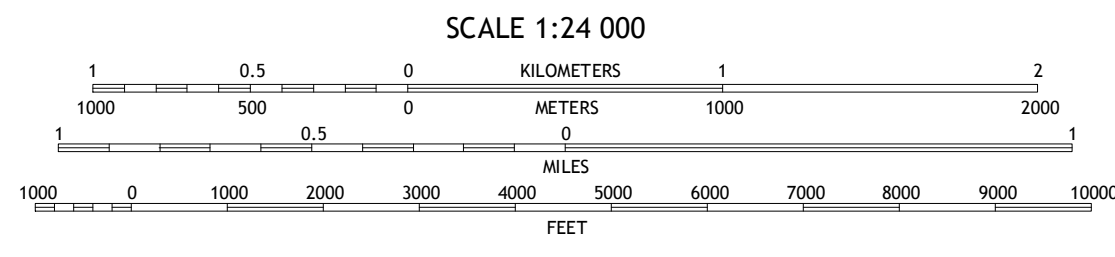 SCALE 1:24 000
1 0.5 0 KILOMETERS 1 2
1000 500 0 METERS 1000 2000
1 0.5 0 1
MILES
1000 0 1000 2000 3000 4000 5000 6000 7000 8000 9000 10000
FEET